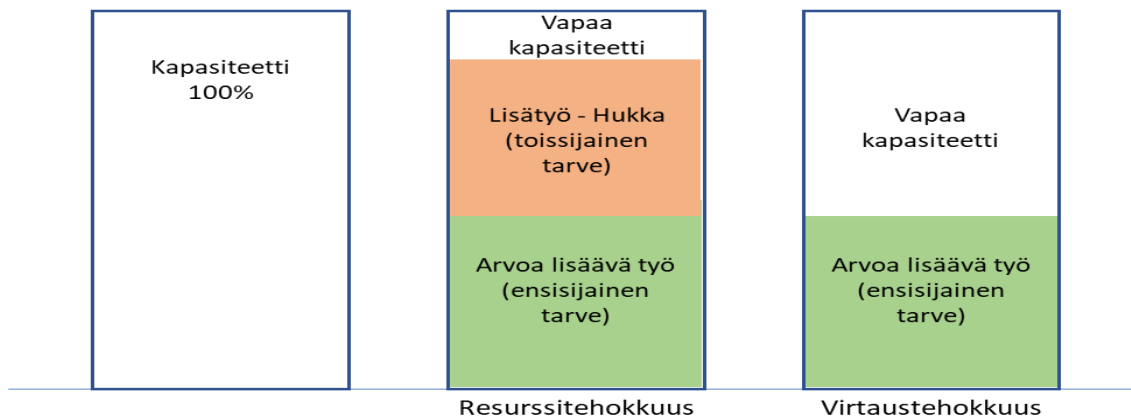 Kapasiteetti
100%
Vapaa
kapasiteetti
Lisätyö - Hukka
(toissijainen
tarve)
Arvoa lisäävä työ
(ensisijainen
tarve)
Resurssitehokkuus
Vapaa
kapasiteetti
Arvoa lisäävä työ
(ensisijainen
tarve)
Virtaustehokkuus